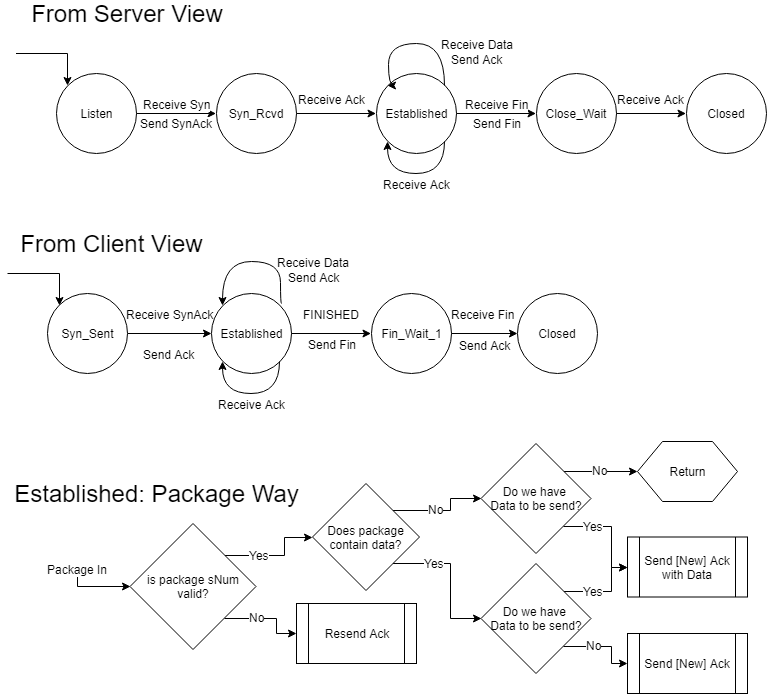 From Server View
Receive Data
Send Ack
Listen
Receive Syn
Send SynAck
Syn_Rcvd
Receive Ack
Established
Receive Fin
Send Fin
Close_Wait
Receive Ack
Closed
Receive Ack
From Client View
Receive Data
Send Ack
Syn_Sent
Receive SynAck
Send Ack
Established
FINISHED
Send Fin
Fin_Wait_1
Receive Fin
Send Ack
Closed
Receive Ack
Established: Package Way
Package In
is package sNum
valid?
Yes
No
Resend Ack
Does package
contain data?
No
Yes
Do we have
Data to be send?
No
Return
Yes
Send [New] Ack
with Data
Do we have
Data to be send?
Yes
No
Send [New] Ack